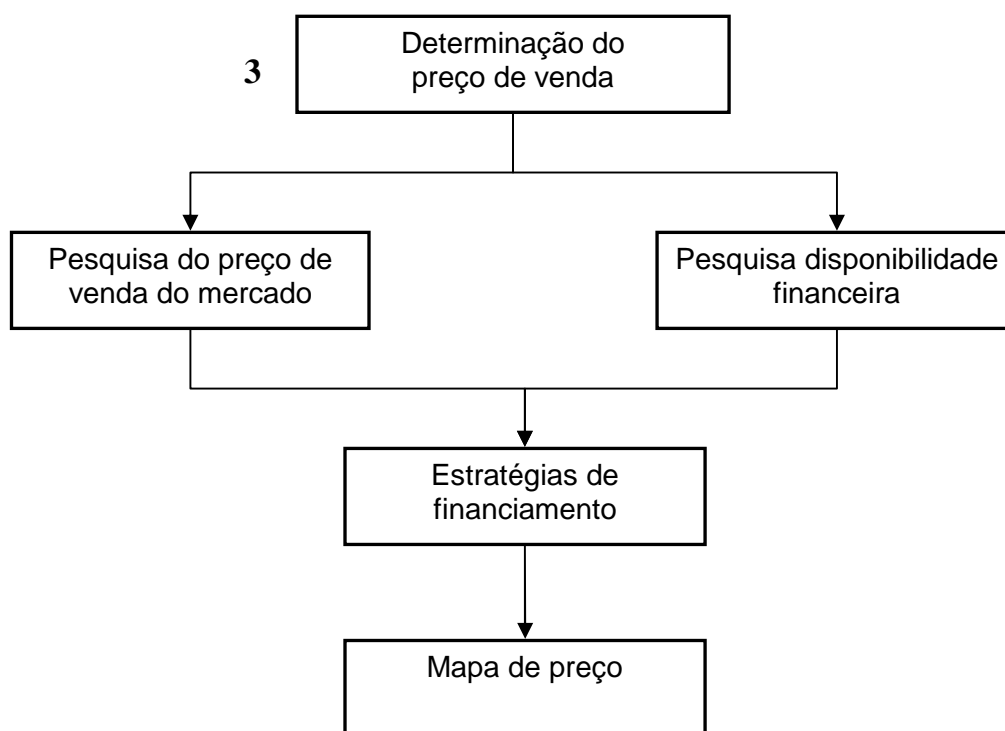 3
Determinação do
preço de venda
Pesquisa do preço de
venda do mercado
Pesquisa disponibilidade
financeira
Estratégias de
financiamento
Mapa de preço